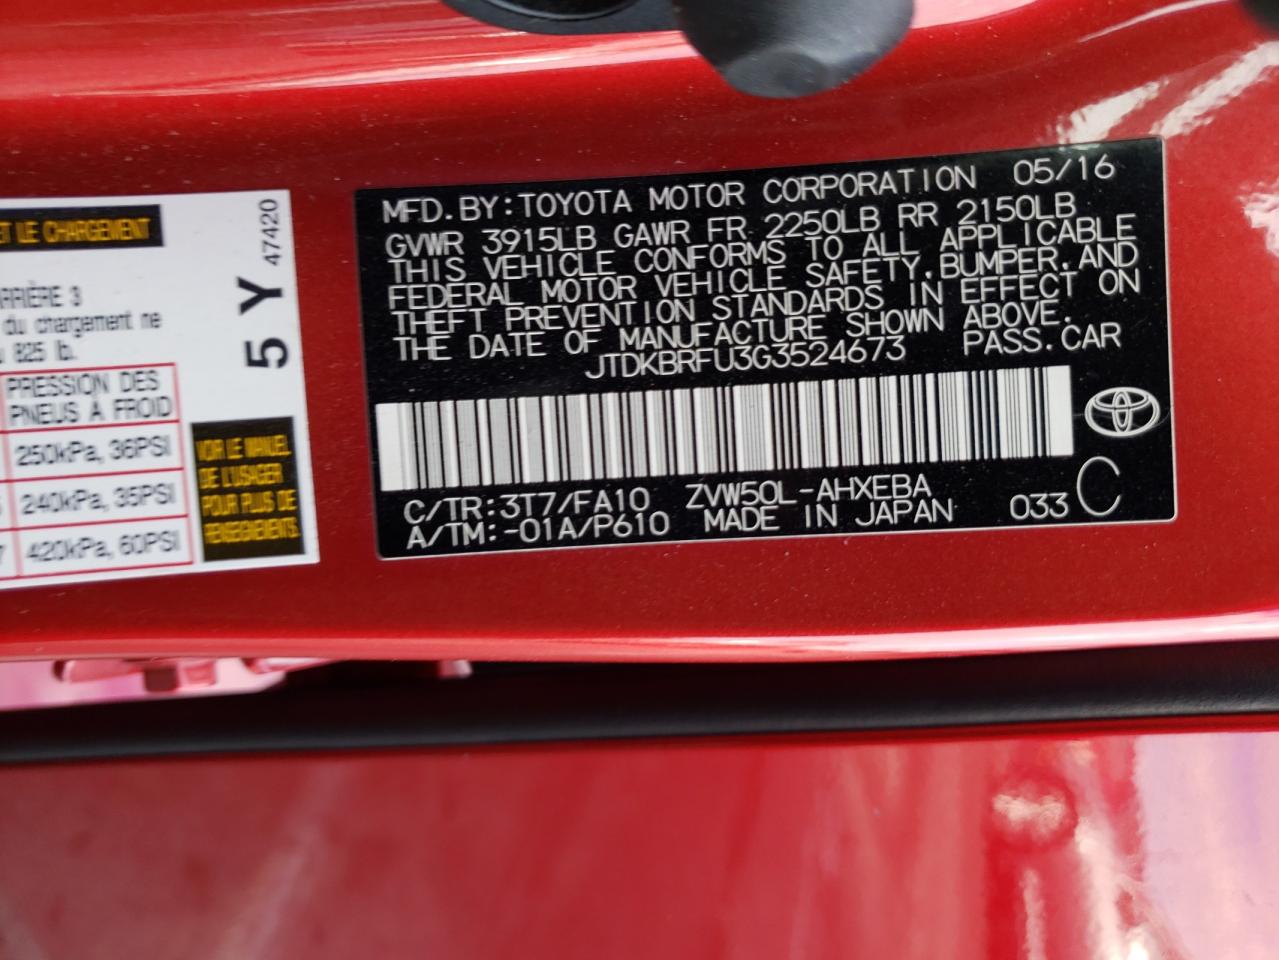 ET LE CHARGEMENT
ARRIÈRE 3
du chargement ne
825 lb.
PRESSION DES
PNEUS À FROID
250kPa, 36PSI
240kPa, 35PSI
420kPa, 60PSI
5 Y
47420
VOIR LE MANUEL
DE L'USAGER
POUR PLUS DE
RENSEIGNEMENTS.
MFD. BY: TOYOTA MOTOR CORPORATION 05/16
GVWR 3915LB GAWR FR 2250LB RR 2150LB
THIS VEHICLE CONFORMS TO ALL APPLICABLE
FEDERAL MOTOR VEHICLE SAFETY, BUMPER, AND
THEFT PREVENTION STANDARDS IN EFFECT ON
THE DATE OF MANUFACTURE SHOWN ABOVE.
JTDKBRFU3G3524673 PASS. CAR
C/TR: 3T7/FA10 ZVW50L-AHXEBA
A/TM: -01A/P610 MADE IN JAPAN 033 C